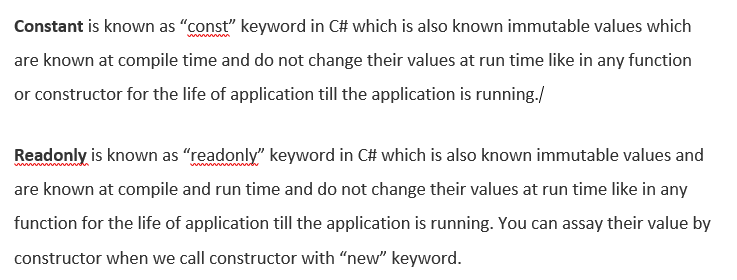 Constant is known as “const” keyword in C# which is also known immutable values which
are known at compile time and do not change their values at run time like in any function
or constructor for the life of application till the application is running./
Readonly is known as “readonly” keyword in C# which is also known immutable values and
are known at compile and run time and do not change their values at run time like in any
function for the life of application till the application is running. You can assay their value by
constructor when we call constructor with “new” keyword.